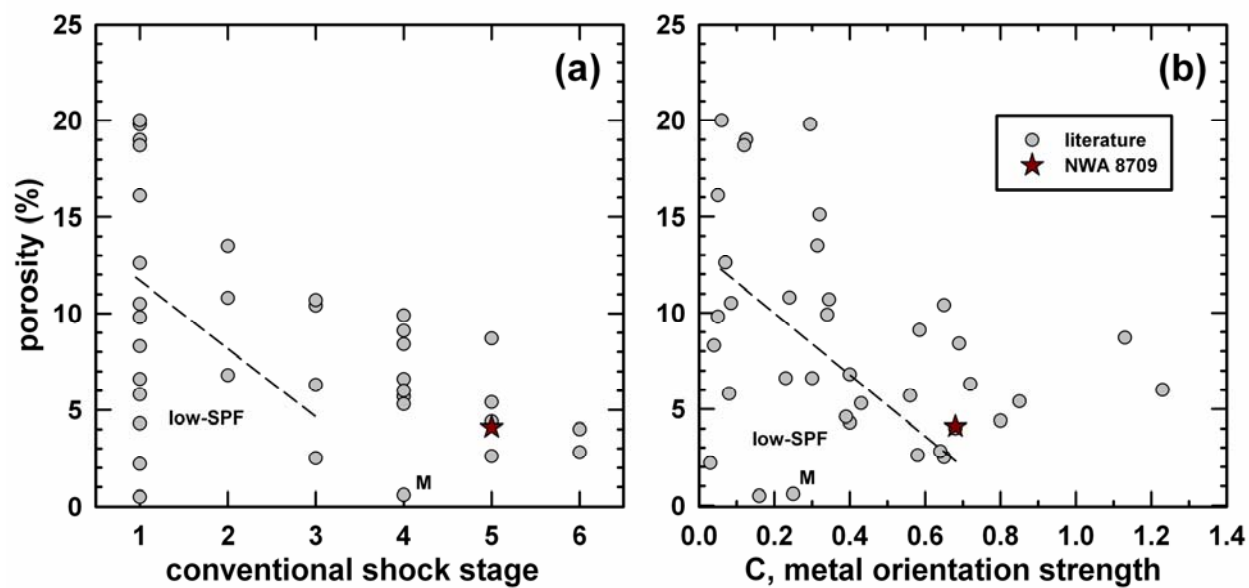 25
20
15
10
5
0
porosity (%)
(a)
low-SPF
M
1 2 3 4 5 6
conventional shock stage
25
20
15
10
5
0
(b)
literature
NWA 8709
low-SPF
M
0.0 0.2 0.4 0.6 0.8 1.0 1.2 1.4
C, metal orientation strength